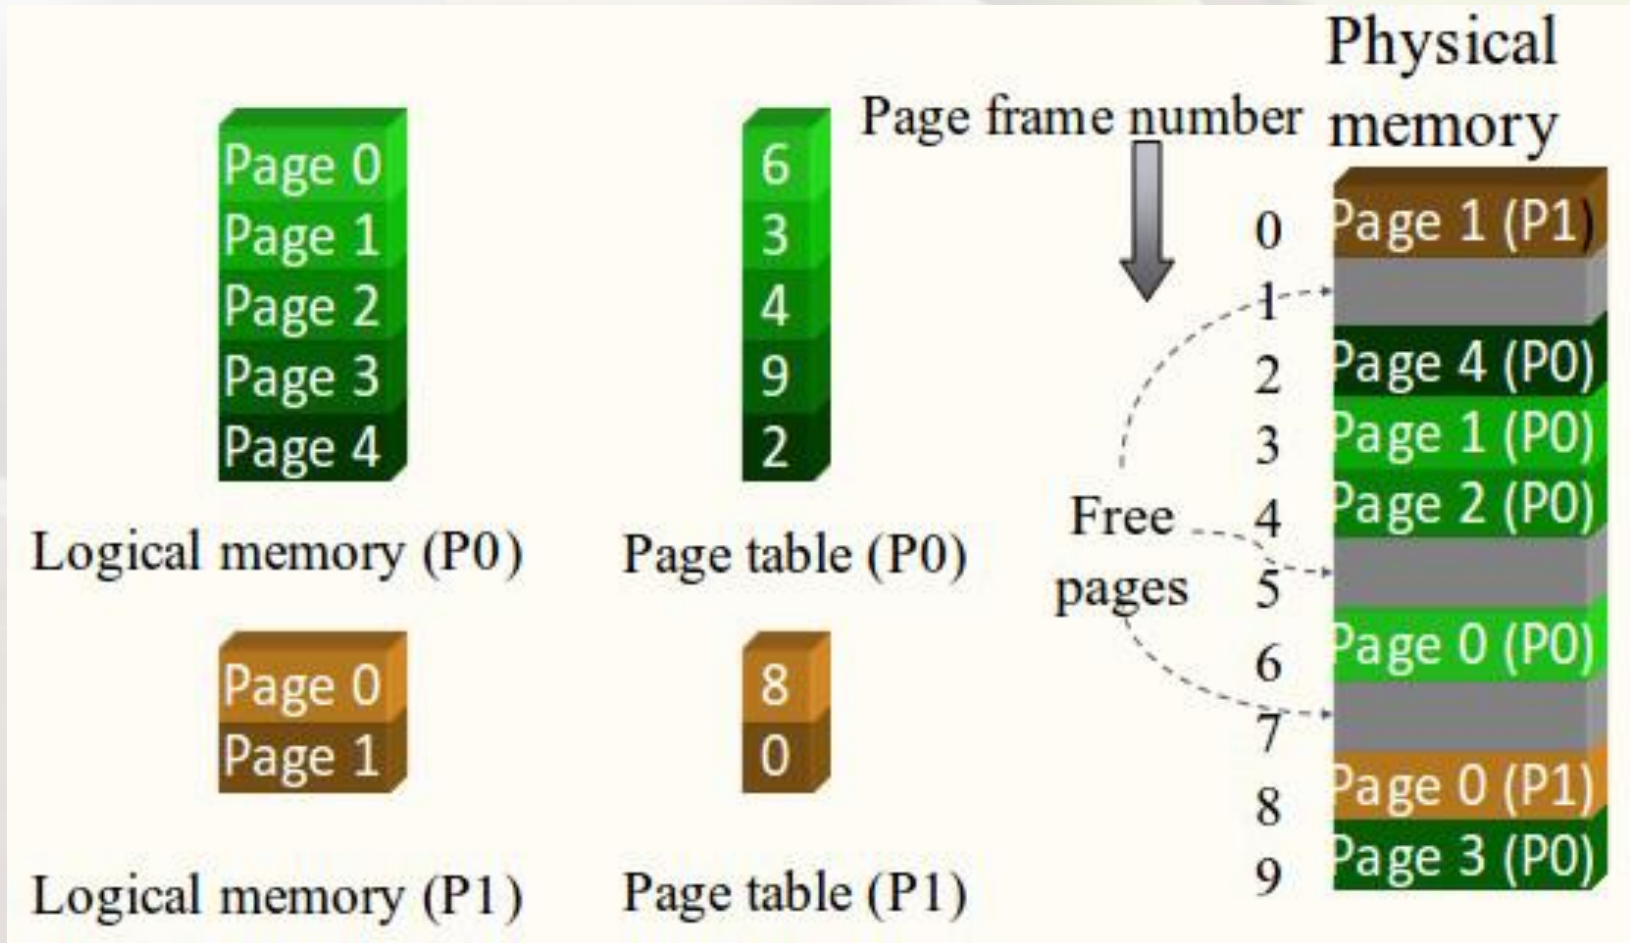 Physical
memory
Page frame number
Page 0
Page 1
Page 2
Page 3
Page 4
6
3
4
9
2
Logical memory (P0)
Page table (P0)
Page 0
Page 1
8
0
Logical memory (P1)
Page table (P1)
Free
pages
0
1
2
3
4
5
6
7
8
9
Page 1 (P1)
Page 4 (P0)
Page 1 (P0)
Page 2 (P0)
Page 0 (P0)
Page 0 (P1)
Page 3 (P0)